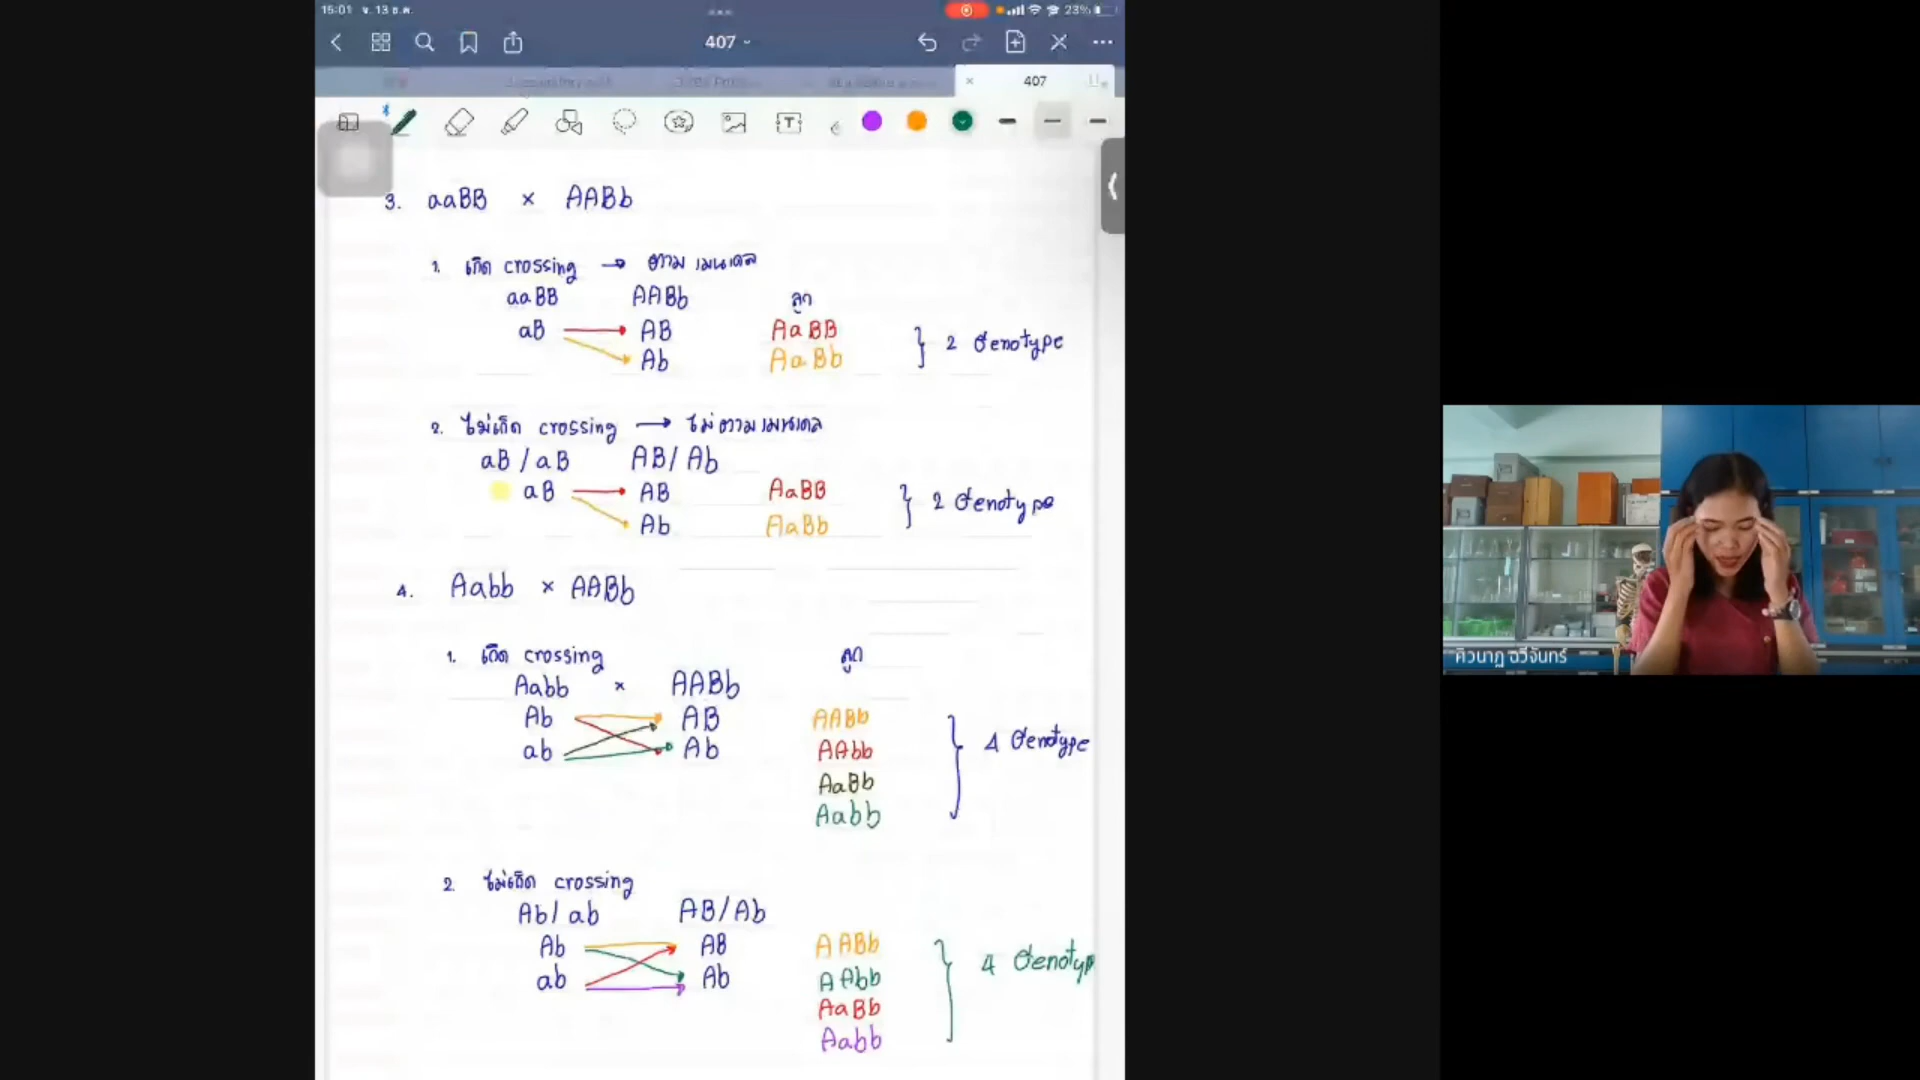 15:01 จ. 13 ธ.ค.
23%
407
407
3. aaBB × AABb
1. เกิด crossing → ตาม เมนเดล
aaBB AABb ลูก
aB AB AaBB
Ab AaBb
} 2 Genotype
2. ไม่เกิด crossing → ไม่ ตามเมนเดล
aB / aB AB / Ab
aB AB AaBB
Ab AaBb
} 2 Genotype
4. Aabb × AABb
1. เกิด crossing ลูก
Aabb × AABb
Ab AB AABb
ab Ab AAbb
AaBb
Aabb
} 4 Genotype
2. ไม่เกิด crossing
Ab/ ab AB/Ab
Ab AB AABb
ab Ab AAbb
AaBb
Aabb
} 4 Genotyp
ศิวนาฏ ฉวีจันทร์